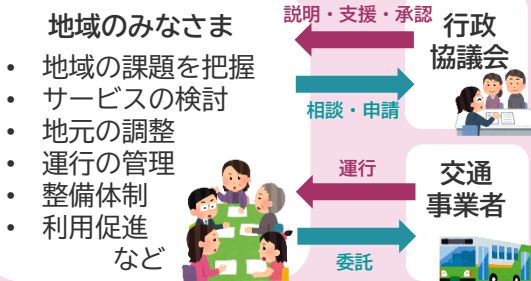 地域のみなさま
• 地域の課題を把握
• サービスの検討
• 地元の調整
• 運行の管理
• 整備体制
• 利用促進
など
説明・支援・承認
相談・申請
行政
協議会
運行
委託
交通
事業者